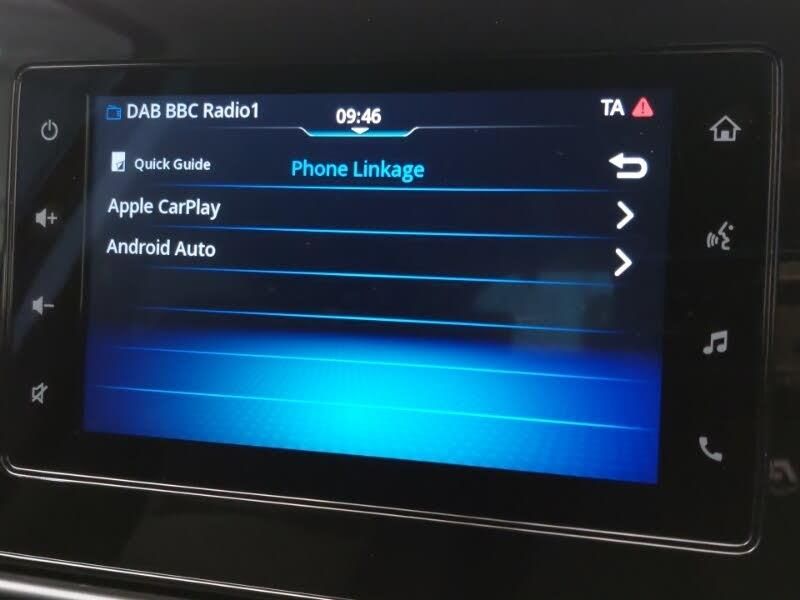 DAB BBC Radio1
09:46
TA
Quick Guide
Phone Linkage
Apple CarPlay
Android Auto